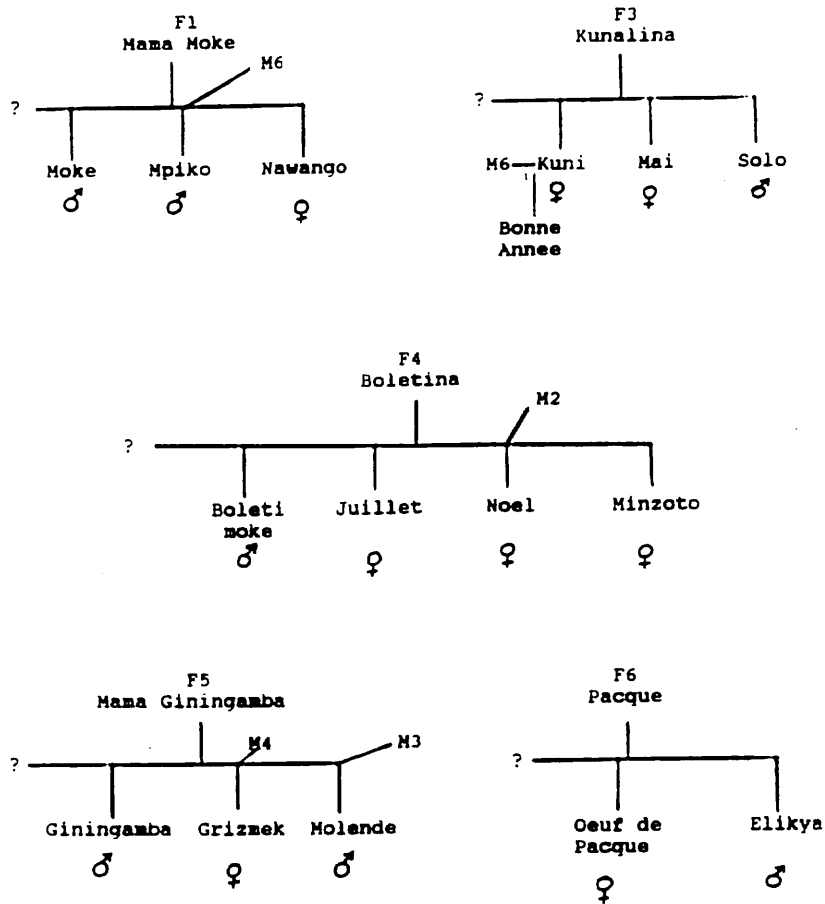 F1
Mama Moke
M6
?
Moke
Mpiko
Nawango
♂
♂
♀
F3
Kunalina
?
M6
Kuni
Mai
Solo
♀
♀
♂
Bonne
Annee
F4
Boletina
M2
?
Boleti
moke
Juillet
Noel
Minzoto
♂
♀
♀
♀
F5
Mama Giningamba
M4
M3
?
Giningamba
Grizmek
Molende
♂
♀
♂
F6
Pacque
?
Oeuf de
Pacque
Elikya
♀
♂